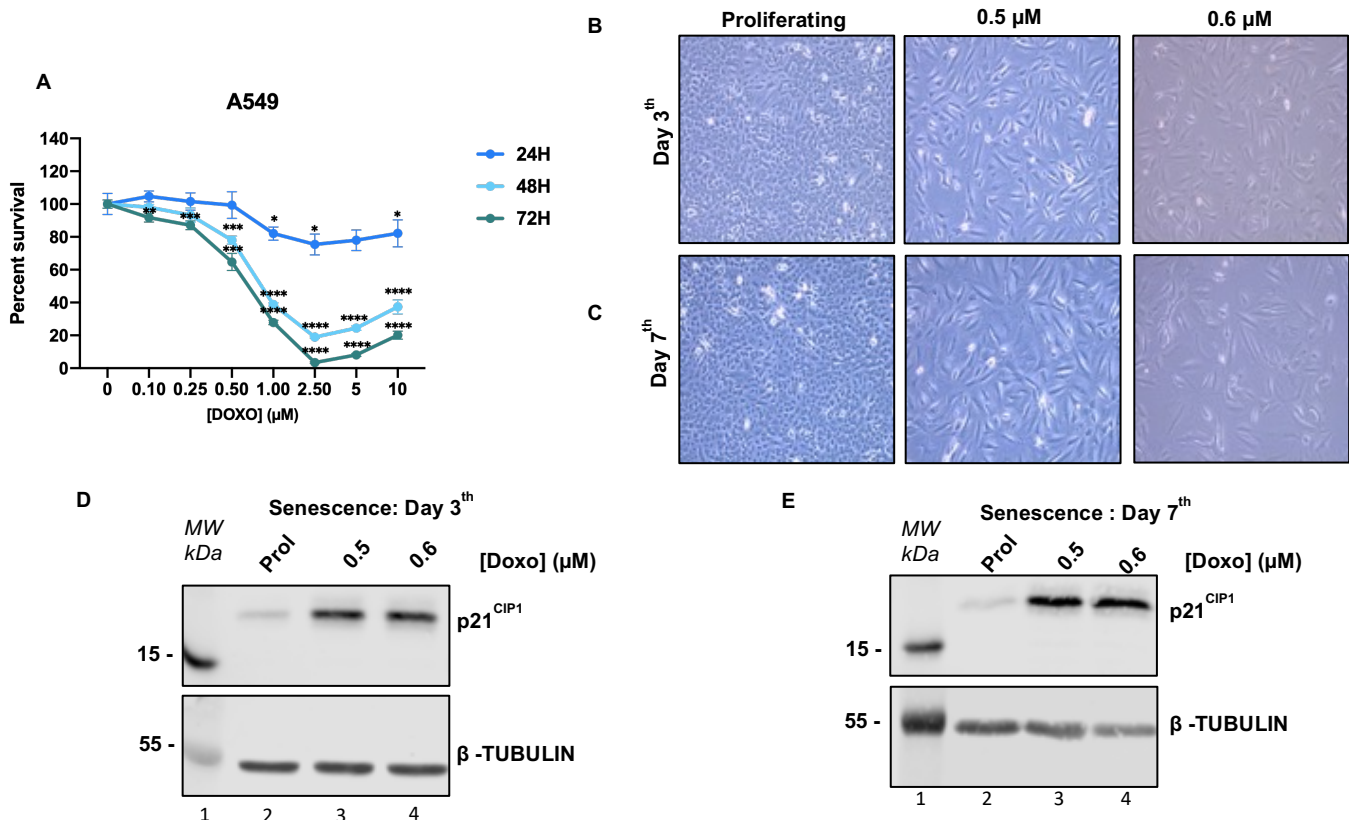 A
A549
140
120
100
80
60
40
20
0
Percent survival
0 0.10 0.25 0.50 1.00 2.50 5 10
[DOXO] (µM)
24H
48H
72H
* * *
** *** *** ***
**** **** **** ****
**** **** **** ****
B
Proliferating 0.5 µM 0.6 µM
Day 3th
C
Day 7th
D
Senescence: Day 3th
MW
kDa
Prol 0.5 0.6 [Doxo] (µM)
p21CIP1
15 -
55 -
β -TUBULIN
1 2 3 4
E
Senescence : Day 7th
MW
kDa
Prol 0.5 0.6 [Doxo] (µM)
p21CIP1
15 -
55 -
β -TUBULIN
1 2 3 4